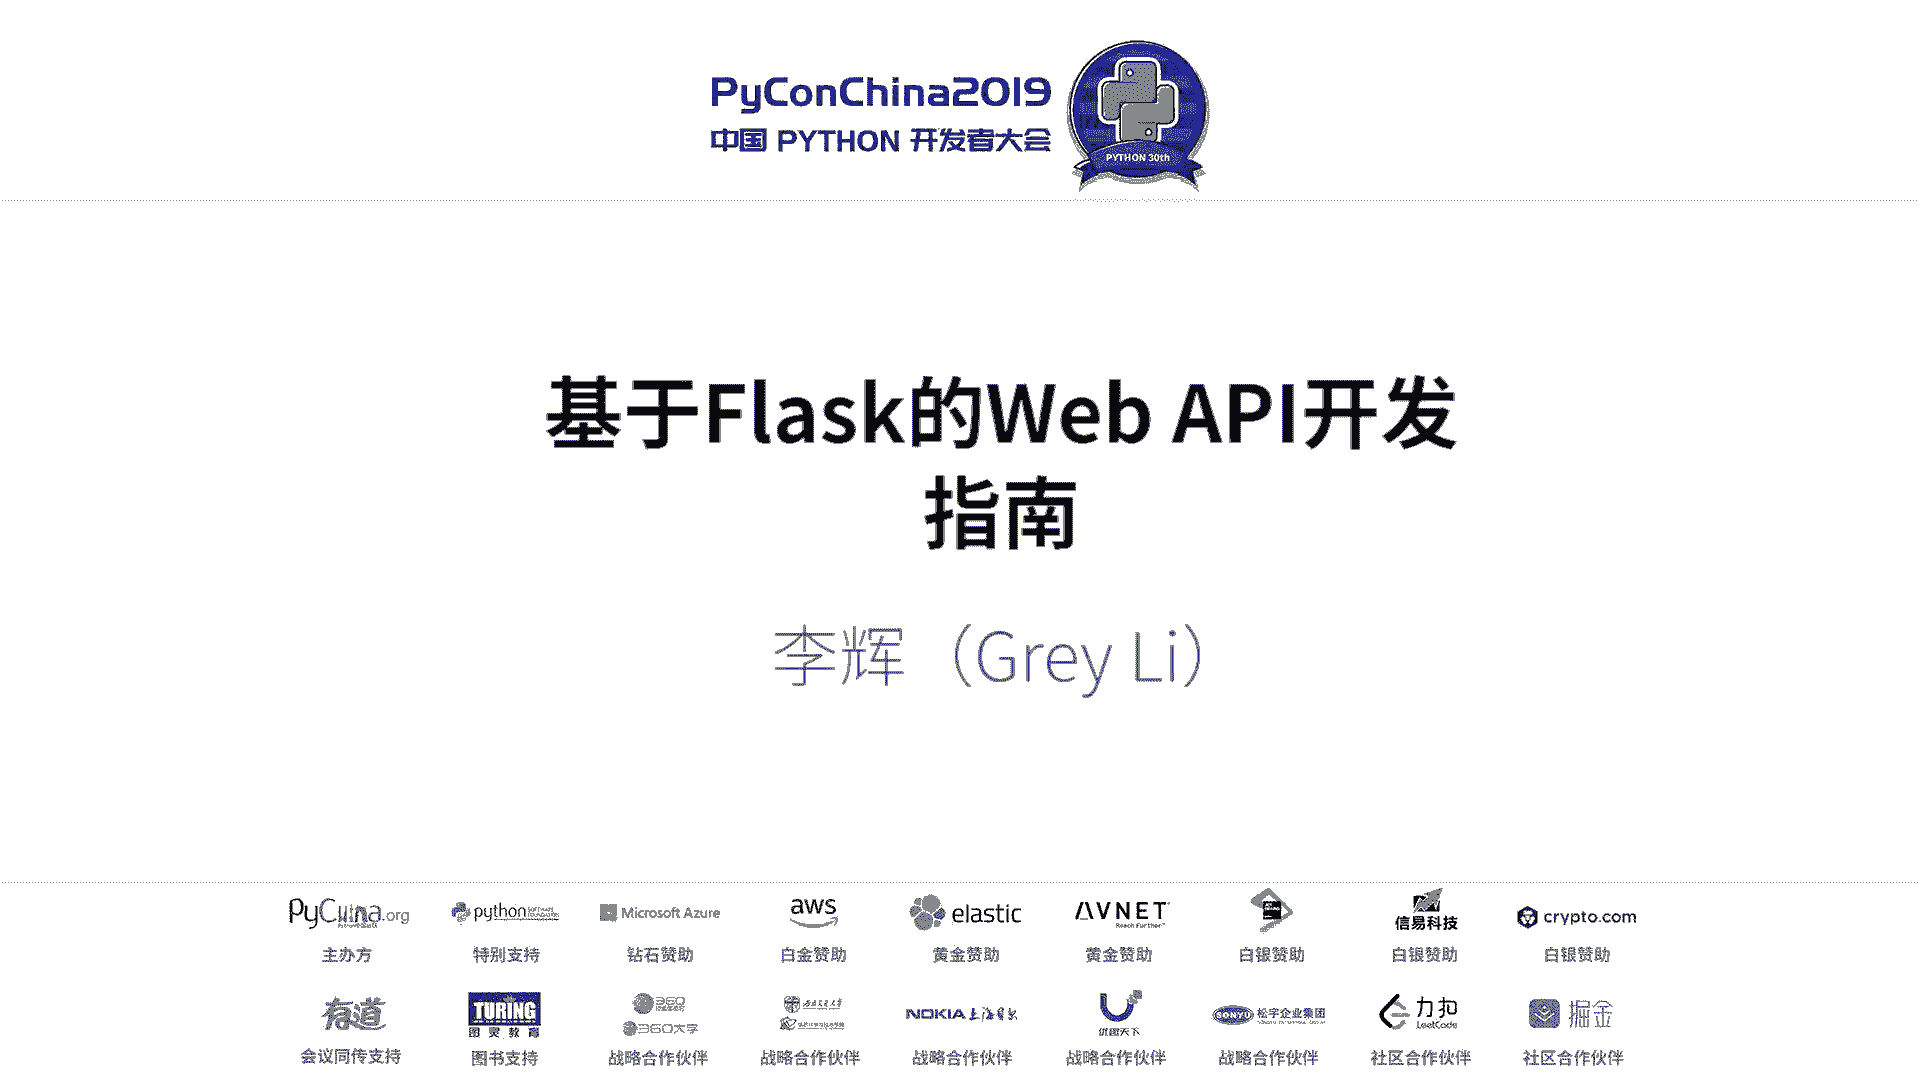 PyConChina2019
中国 PYTHON 开发者大会
PYTHON 30th
基于Flask的Web API开发
指南
李辉（Grey Li）
PyChina.org
python
Microsoft Azure
aws
elastic
AVNET
Reach Further™
信易科技
crypto.com
主办方
特别支持
钻石赞助
白金赞助
黄金赞助
黄金赞助
白银赞助
白银赞助
白银赞助
有道
TURING
图灵教育
360
360大学
NOKIA 上海贝尔
优图天下
SONYU
松宇企业集团
力扣
LeetCode
掘金
会议同传支持
图书支持
战略合作伙伴
战略合作伙伴
战略合作伙伴
战略合作伙伴
战略合作伙伴
社区合作伙伴
社区合作伙伴